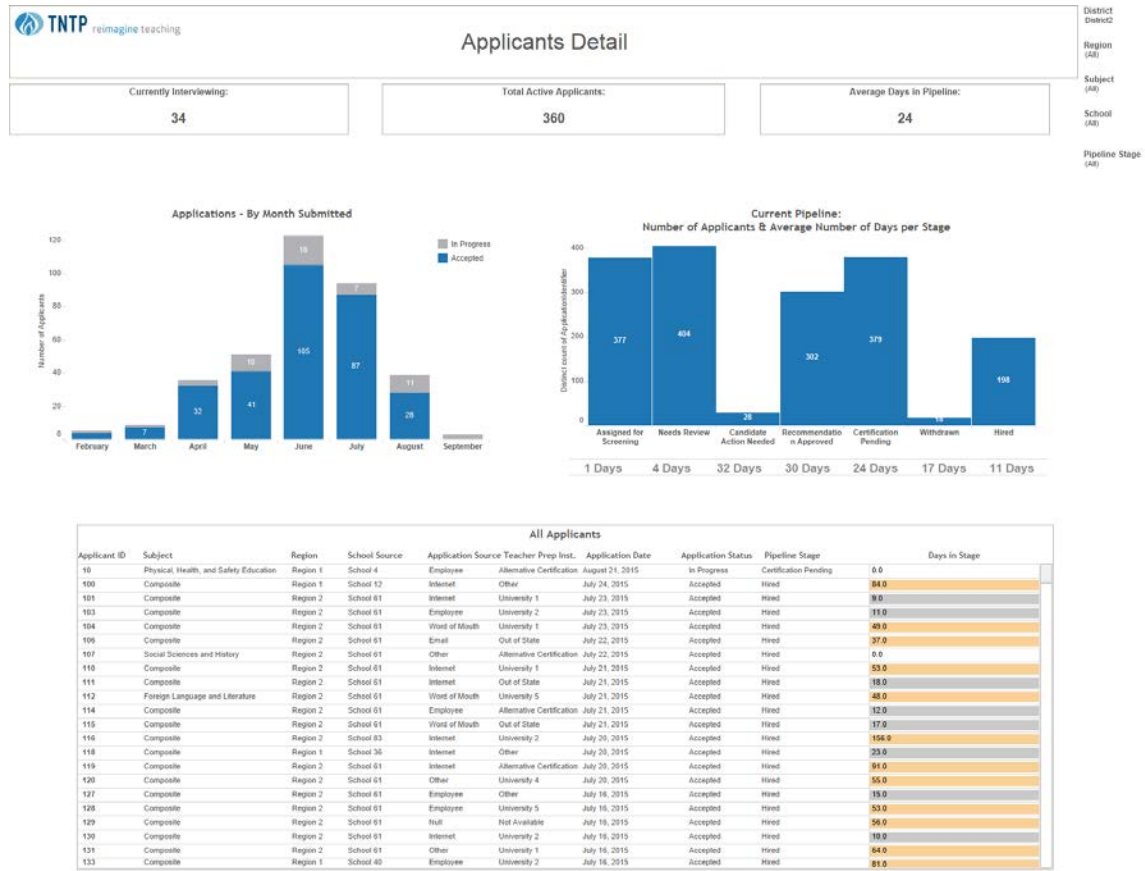 TNTP reimagine teaching
Applicants Detail
District
District2
Region
(All)
Subject
(All)
School
(All)
Pipeline Stage
(All)
Currently Interviewing:
34
Total Active Applicants:
360
Average Days in Pipeline:
24
Applications - By Month Submitted
Number of Applicants
120
100
80
60
40
20
0
18
105
7
87
10
41
32
7
11
28
February March April May June July August September
In Progress
Accepted
Current Pipeline:
Number of Applicants & Average Number of Days per Stage
Distinct count of ApplicationIdentifier
400
300
200
100
0
377 404 28 302 379 198
Assigned for Screening Needs Review Candidate Action Needed Recommendatio n Approved Certification Pending Withdrawn Hired
1 Days 4 Days 32 Days 30 Days 24 Days 17 Days 11 Days
All Applicants
Applicant ID Subject Region School Source Application Source Teacher Prep Inst. Application Date Application Status Pipeline Stage Days in Stage
10 Physical, Health, and Safety Education Region 1 School 4 Employee Alternative Certification August 21, 2015 In Progress Certification Pending 0.0
100 Composite Region 1 School 12 Internet Other July 24, 2015 Accepted Hired 84.0
101 Composite Region 2 School 61 Internet University 1 July 23, 2015 Accepted Hired 9.0
103 Composite Region 2 School 61 Employee University 2 July 23, 2015 Accepted Hired 11.0
104 Composite Region 2 School 61 Word of Mouth University 1 July 23, 2015 Accepted Hired 49.0
106 Composite Region 2 School 61 Email Out of State July 22, 2015 Accepted Hired 37.0
107 Social Sciences and History Region 2 School 61 Other Alternative Certification July 22, 2015 Accepted Hired 0.0
110 Composite Region 2 School 61 Internet University 1 July 21, 2015 Accepted Hired 53.0
111 Composite Region 2 School 61 Internet Out of State July 21, 2015 Accepted Hired 18.0
112 Foreign Language and Literature Region 2 School 61 Word of Mouth University 5 July 21, 2015 Accepted Hired 48.0
114 Composite Region 2 School 61 Employee Alternative Certification July 21, 2015 Accepted Hired 12.0
115 Composite Region 2 School 61 Word of Mouth Out of State July 21, 2015 Accepted Hired 17.0
116 Composite Region 2 School 83 Internet University 2 July 20, 2015 Accepted Hired 156.0
118 Composite Region 1 School 36 Internet Other July 20, 2015 Accepted Hired 23.0
119 Composite Region 2 School 61 Internet Alternative Certification July 20, 2015 Accepted Hired 91.0
120 Composite Region 2 School 61 Other University 4 July 20, 2015 Accepted Hired 55.0
127 Composite Region 2 School 61 Employee Other July 16, 2015 Accepted Hired 15.0
128 Composite Region 2 School 61 Employee University 5 July 16, 2015 Accepted Hired 53.0
129 Composite Region 2 School 61 Null Not Available July 16, 2015 Accepted Hired 56.0
130 Composite Region 2 School 61 Internet University 2 July 16, 2015 Accepted Hired 10.0
131 Composite Region 2 School 61 Other University 1 July 16, 2015 Accepted Hired 64.0
133 Composite Region 1 School 40 Employee University 2 July 16, 2015 Accepted Hired 81.0